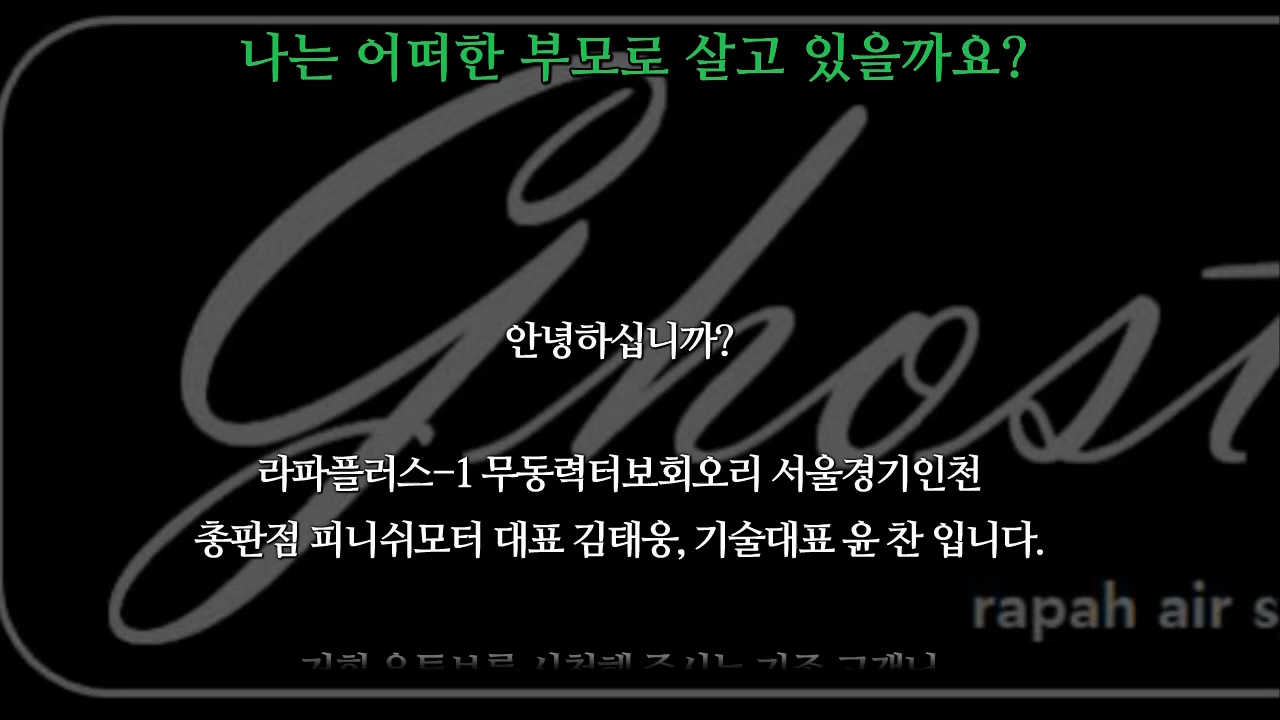 나는 어떠한 부모로 살고 있을까요?
Ghost
안녕하십니까?
라파플러스-1 무동력터보회오리 서울경기인천
총판점 피니쉬모터 대표 김태웅, 기술대표 윤 찬 입니다.
rapah air s